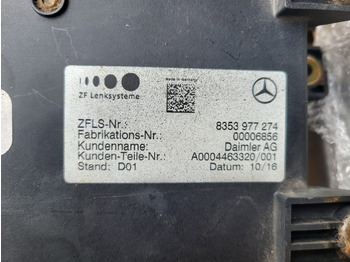 Made in Germany
ZF Lenksysteme
ZFLS-Nr.: 8353 977 274
Fabrikations-Nr.: 00006856
Kundenname: Daimler AG
Kunden-Teile-Nr.: A0004463320/001
Stand: D01 Datum: 10/16